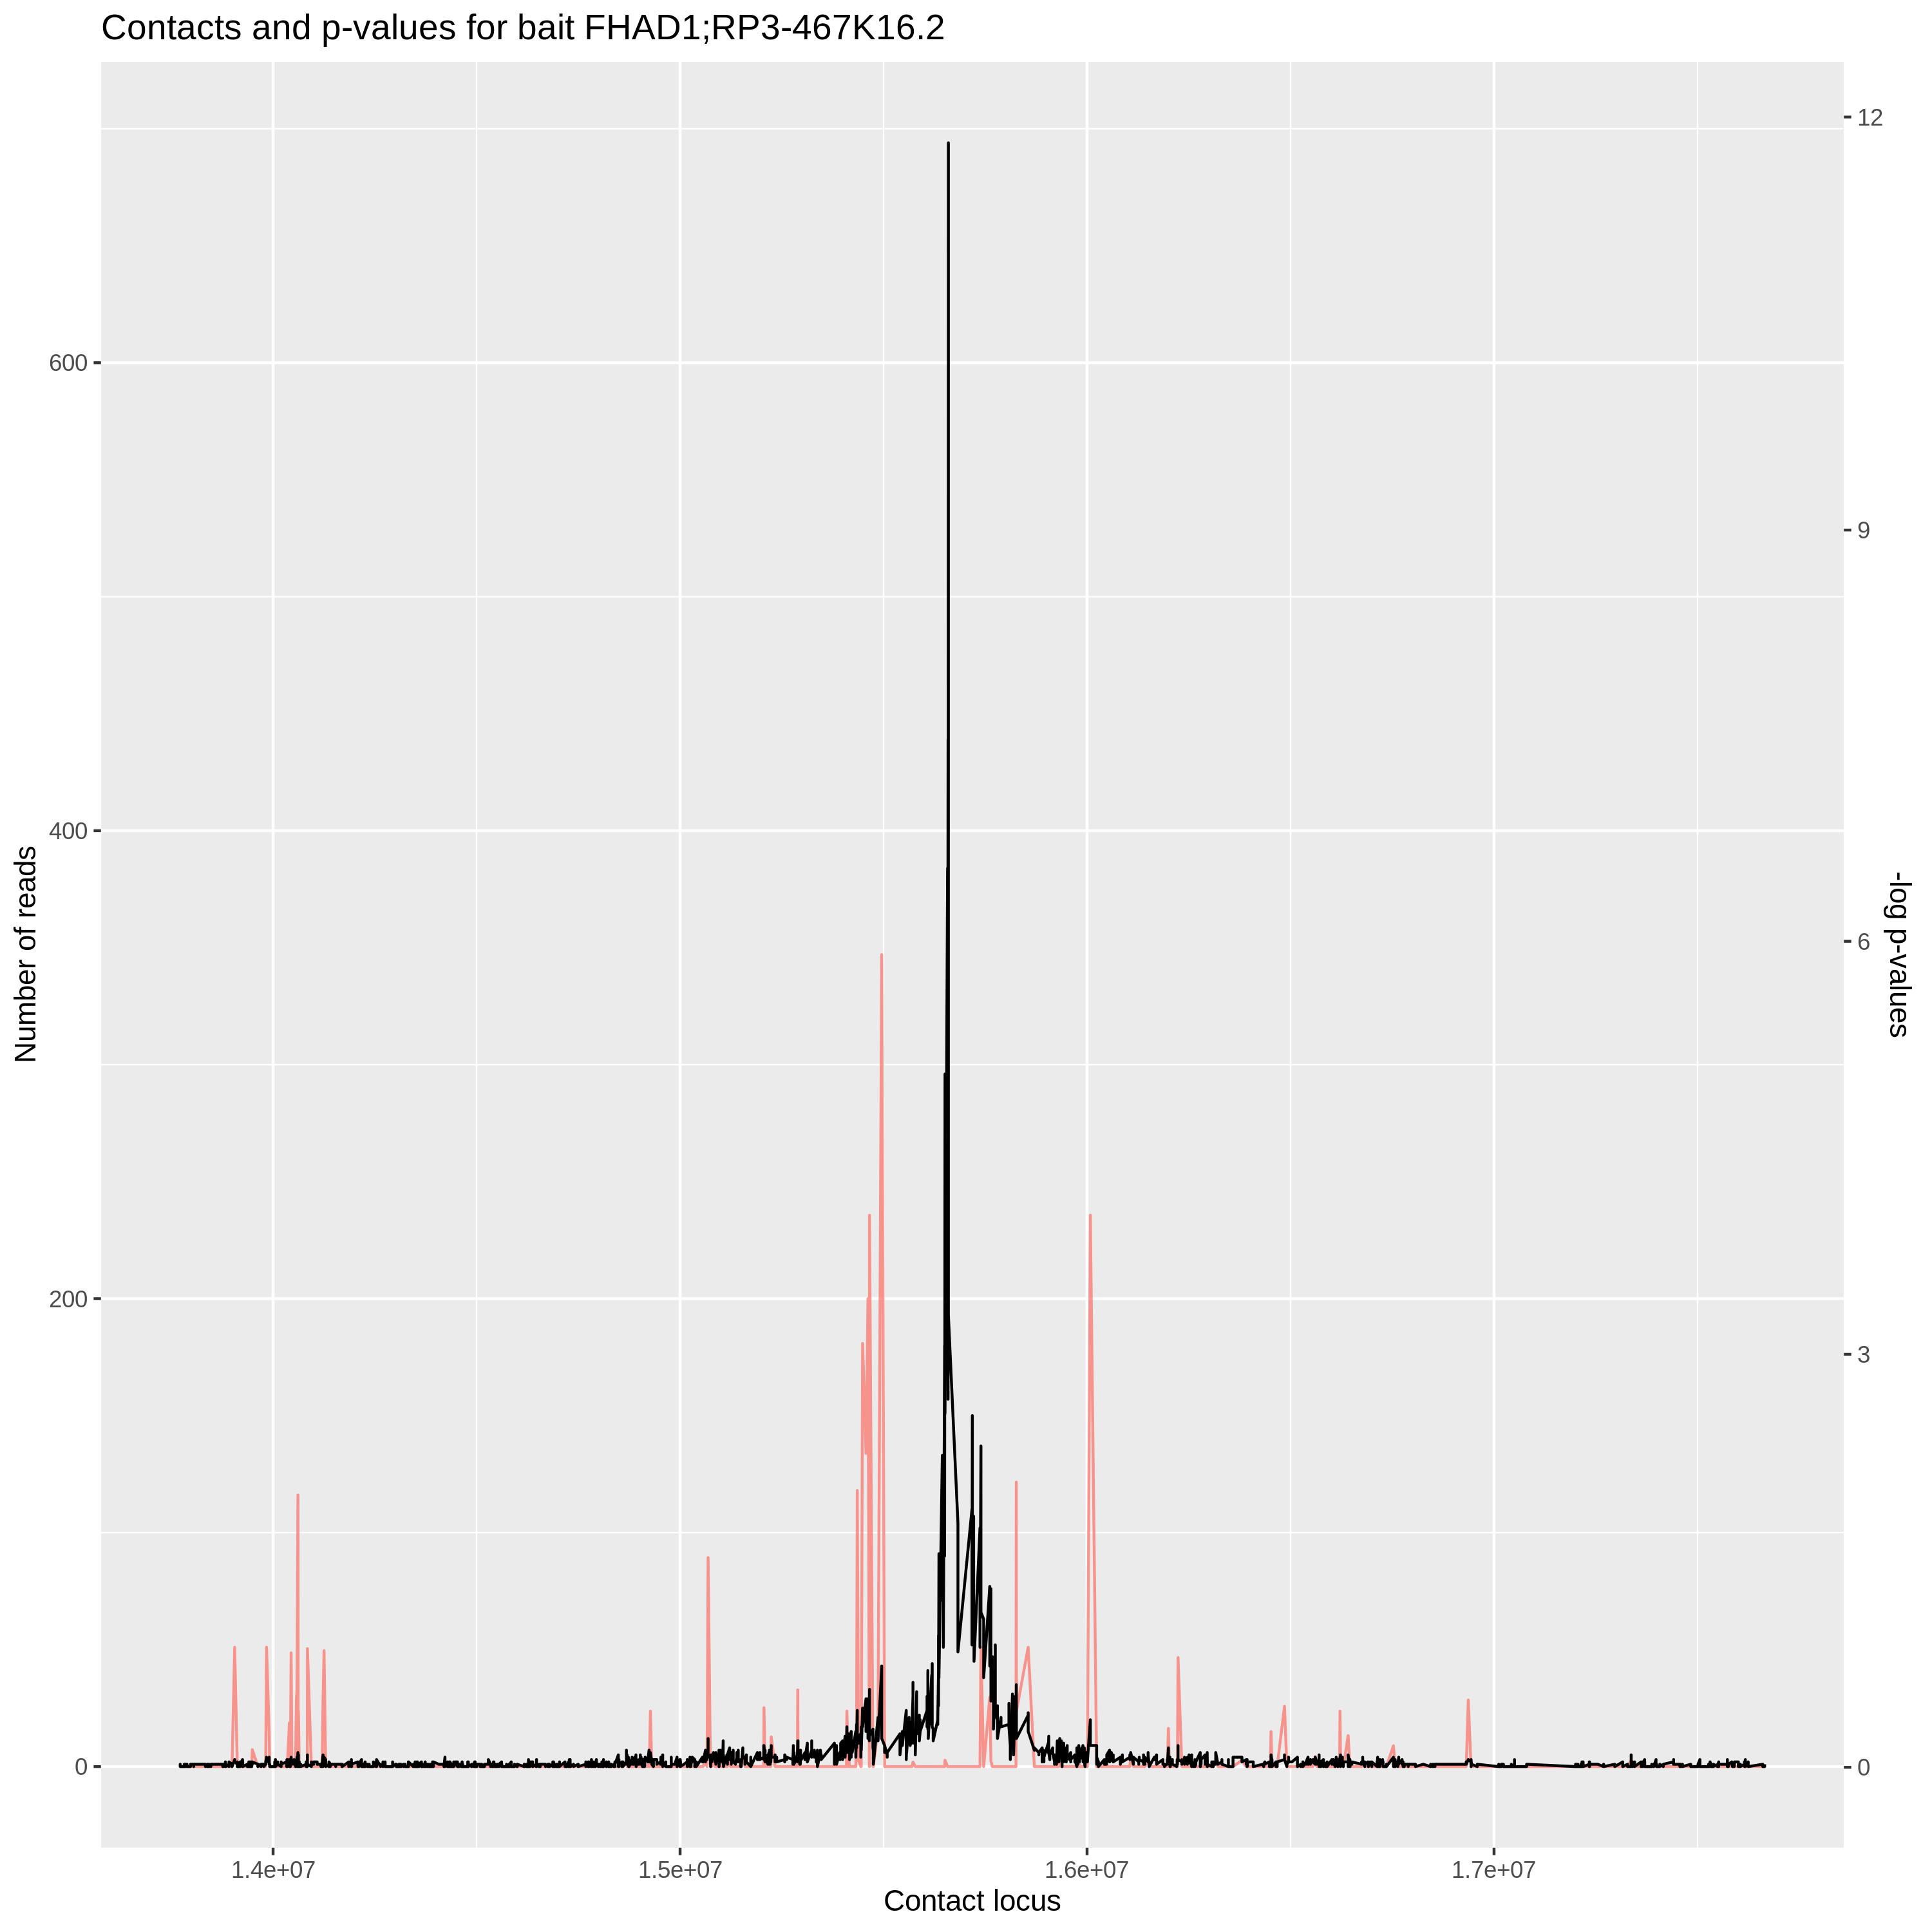 Contacts and p-values for bait FHAD1;RP3-467K16.2
12
9
6
3
0
600
400
200
0
Number of reads
-log p-values
1.4e+07 1.5e+07 1.6e+07 1.7e+07
Contact locus